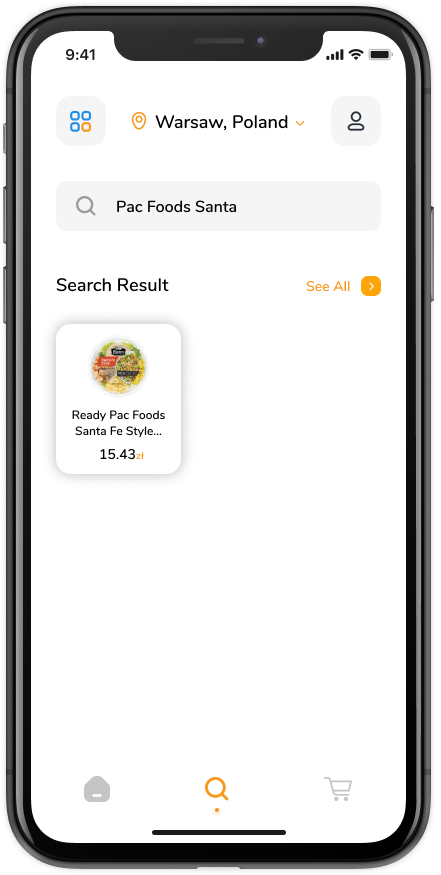 9:41
Warsaw, Poland
Pac Foods Santa
Search Result
See All
Bistro
Ready Pac Foods
Santa Fe Style...
15.43zł